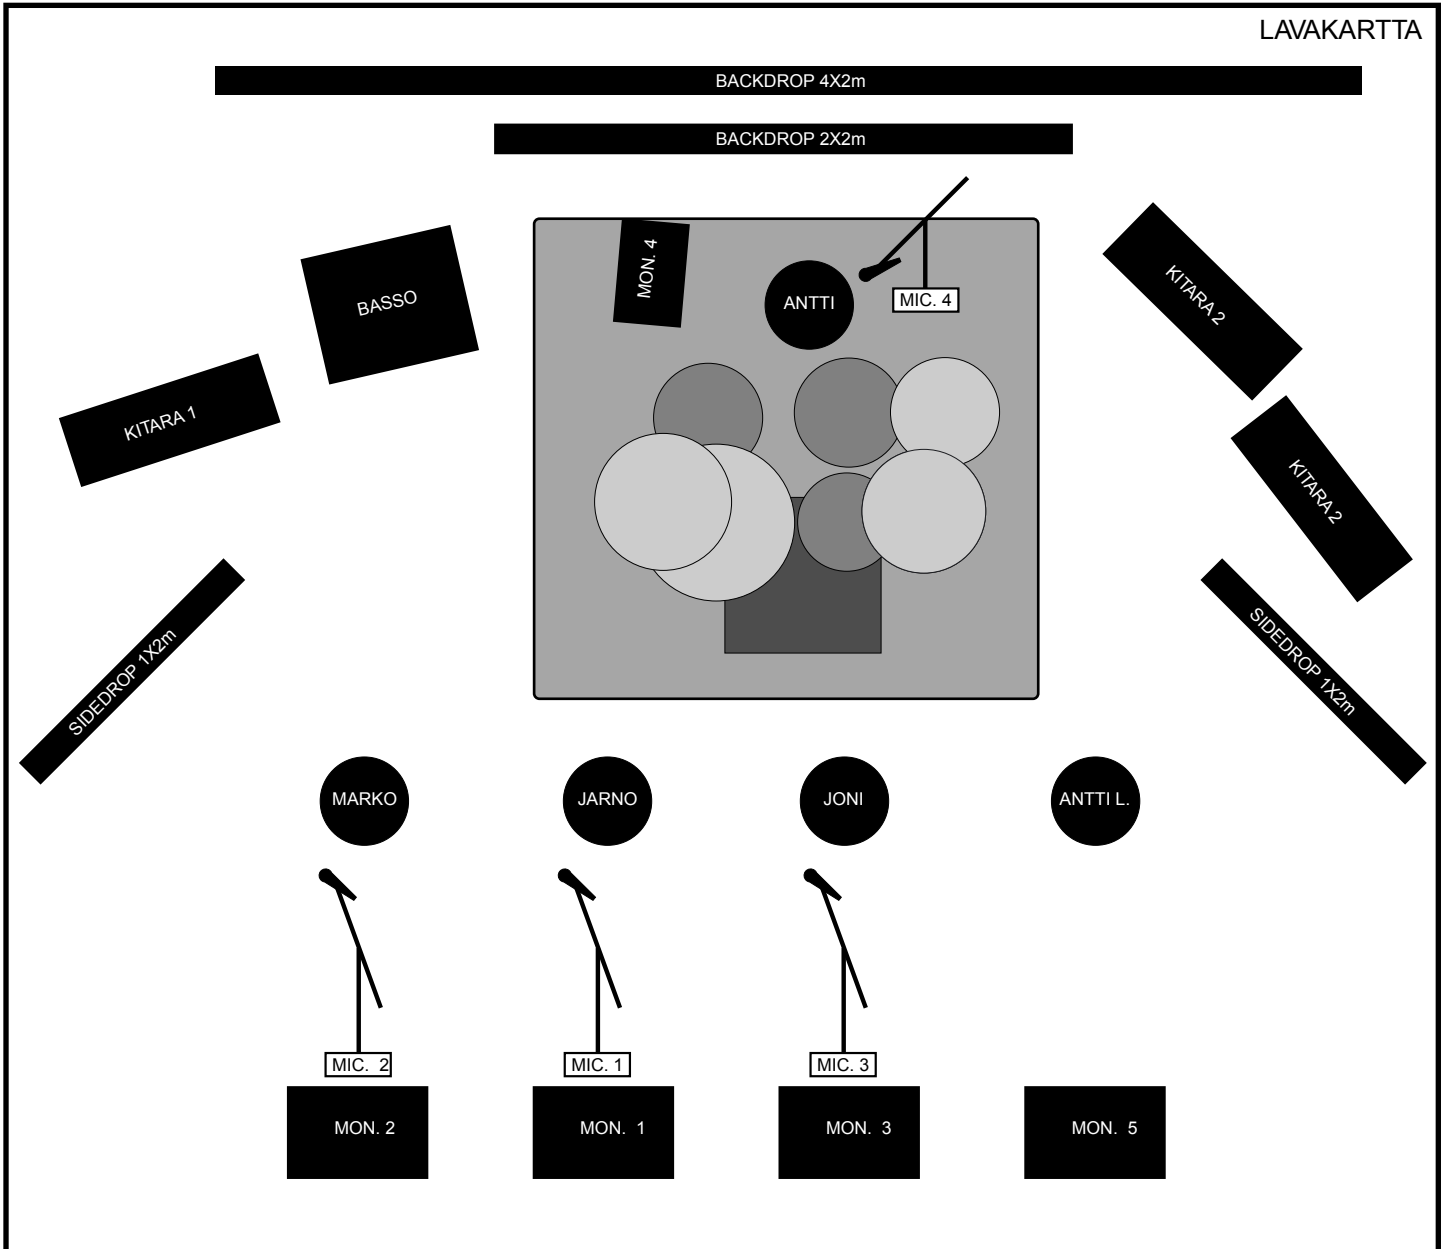 LAVAKARTTA
BACKDROP 4X2m
BACKDROP 2X2m
MON. 4
ANTTI
MIC. 4
BASSO
KITARA 1
KITARA 2
KITARA 2
SIDEDROP 1X2m
SIDEDROP 1X2m
MARKO
JARNO
JONI
ANTTI L.
MIC. 2
MIC. 1
MIC. 3
MON. 2
MON. 1
MON. 3
MON. 5